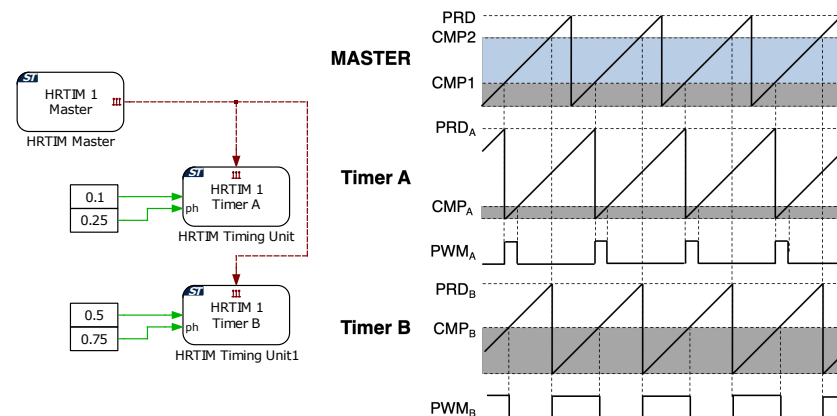 ST
HRTIM 1
Master
HRTIM Master
ST
HRTIM 1
Timer A
ph
HRTIM Timing Unit
0.1
0.25
ST
HRTIM 1
Timer B
ph
HRTIM Timing Unit1
0.5
0.75
MASTER
PRD
CMP2
CMP1
Timer A
PRDA
CMPA
PWMA
Timer B
PRDB
CMPB
PWMB